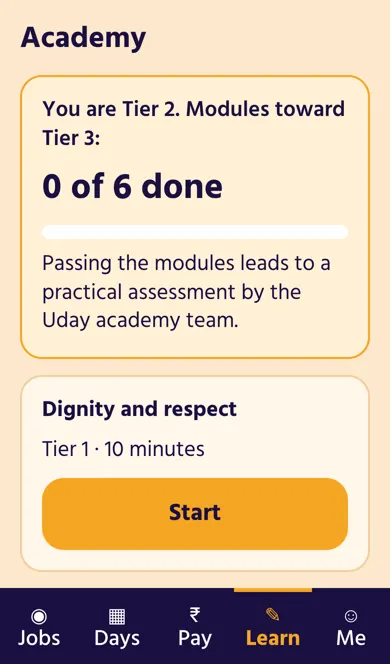 Academy
You are Tier 2. Modules toward
Tier 3:
0 of 6 done
Passing the modules leads to a
practical assessment by the
Uday academy team.
Dignity and respect
Tier 1 · 10 minutes
Start
◉ ▦ ₹ ✎ ☺
Jobs Days Pay Learn Me